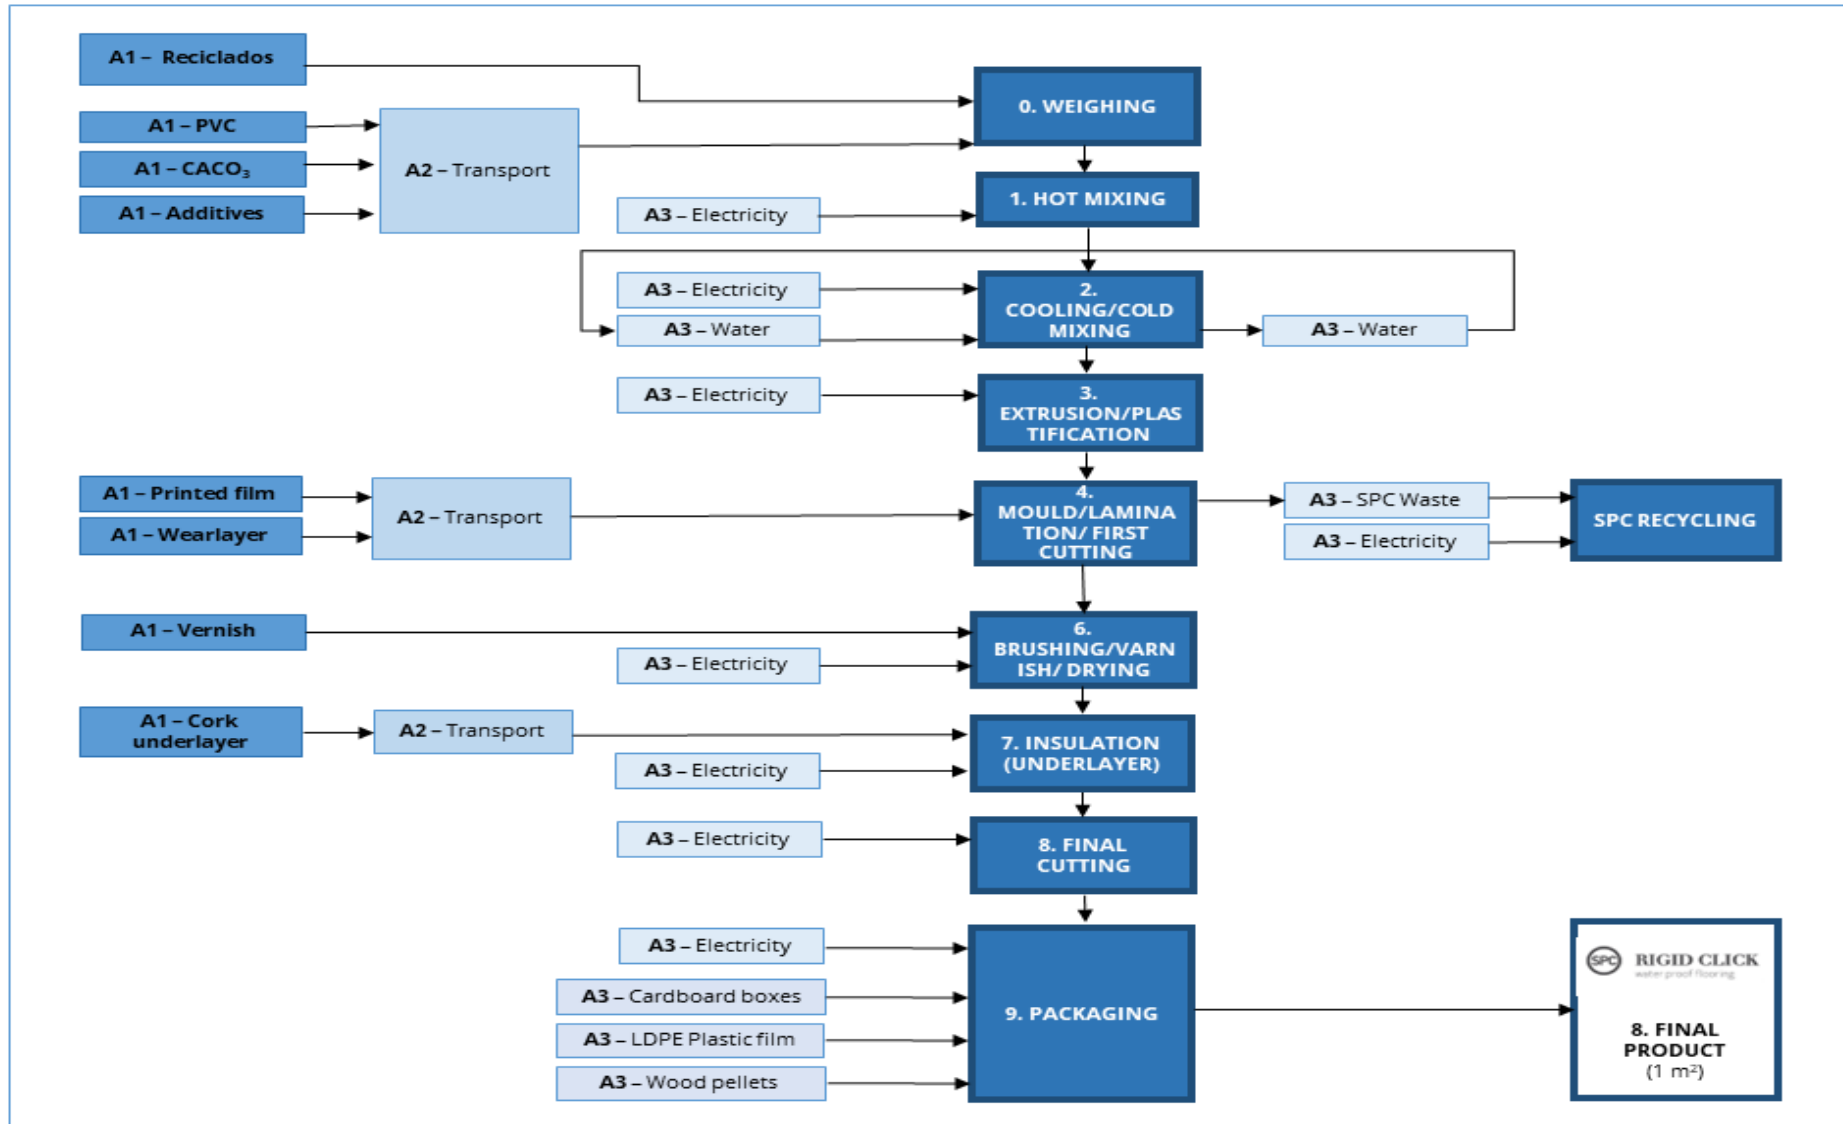 A1 – Reciclados
0. WEIGHING
A1 – PVC
A1 – CACO₃
A1 – Additives
A2 – Transport
A3 – Electricity
1. HOT MIXING
A3 – Electricity
A3 – Water
2.
COOLING/COLD
MIXING
A3 – Water
A3 – Electricity
3.
EXTRUSION/PLAS
TIFICATION
A1 – Printed film
A1 – Wearlayer
A2 – Transport
4.
MOULD/LAMINA
TION/ FIRST
CUTTING
A3 – SPC Waste
A3 – Electricity
SPC RECYCLING
A1 – Vernish
A3 – Electricity
6.
BRUSHING/VARN
ISH/ DRYING
A1 – Cork
underlayer
A2 – Transport
A3 – Electricity
7. INSULATION
(UNDERLAYER)
A3 – Electricity
8. FINAL
CUTTING
A3 – Electricity
A3 – Cardboard boxes
A3 – LDPE Plastic film
A3 – Wood pellets
9. PACKAGING
SPC RIGID CLICK
water proof flooring
8. FINAL
PRODUCT
(1 m²)